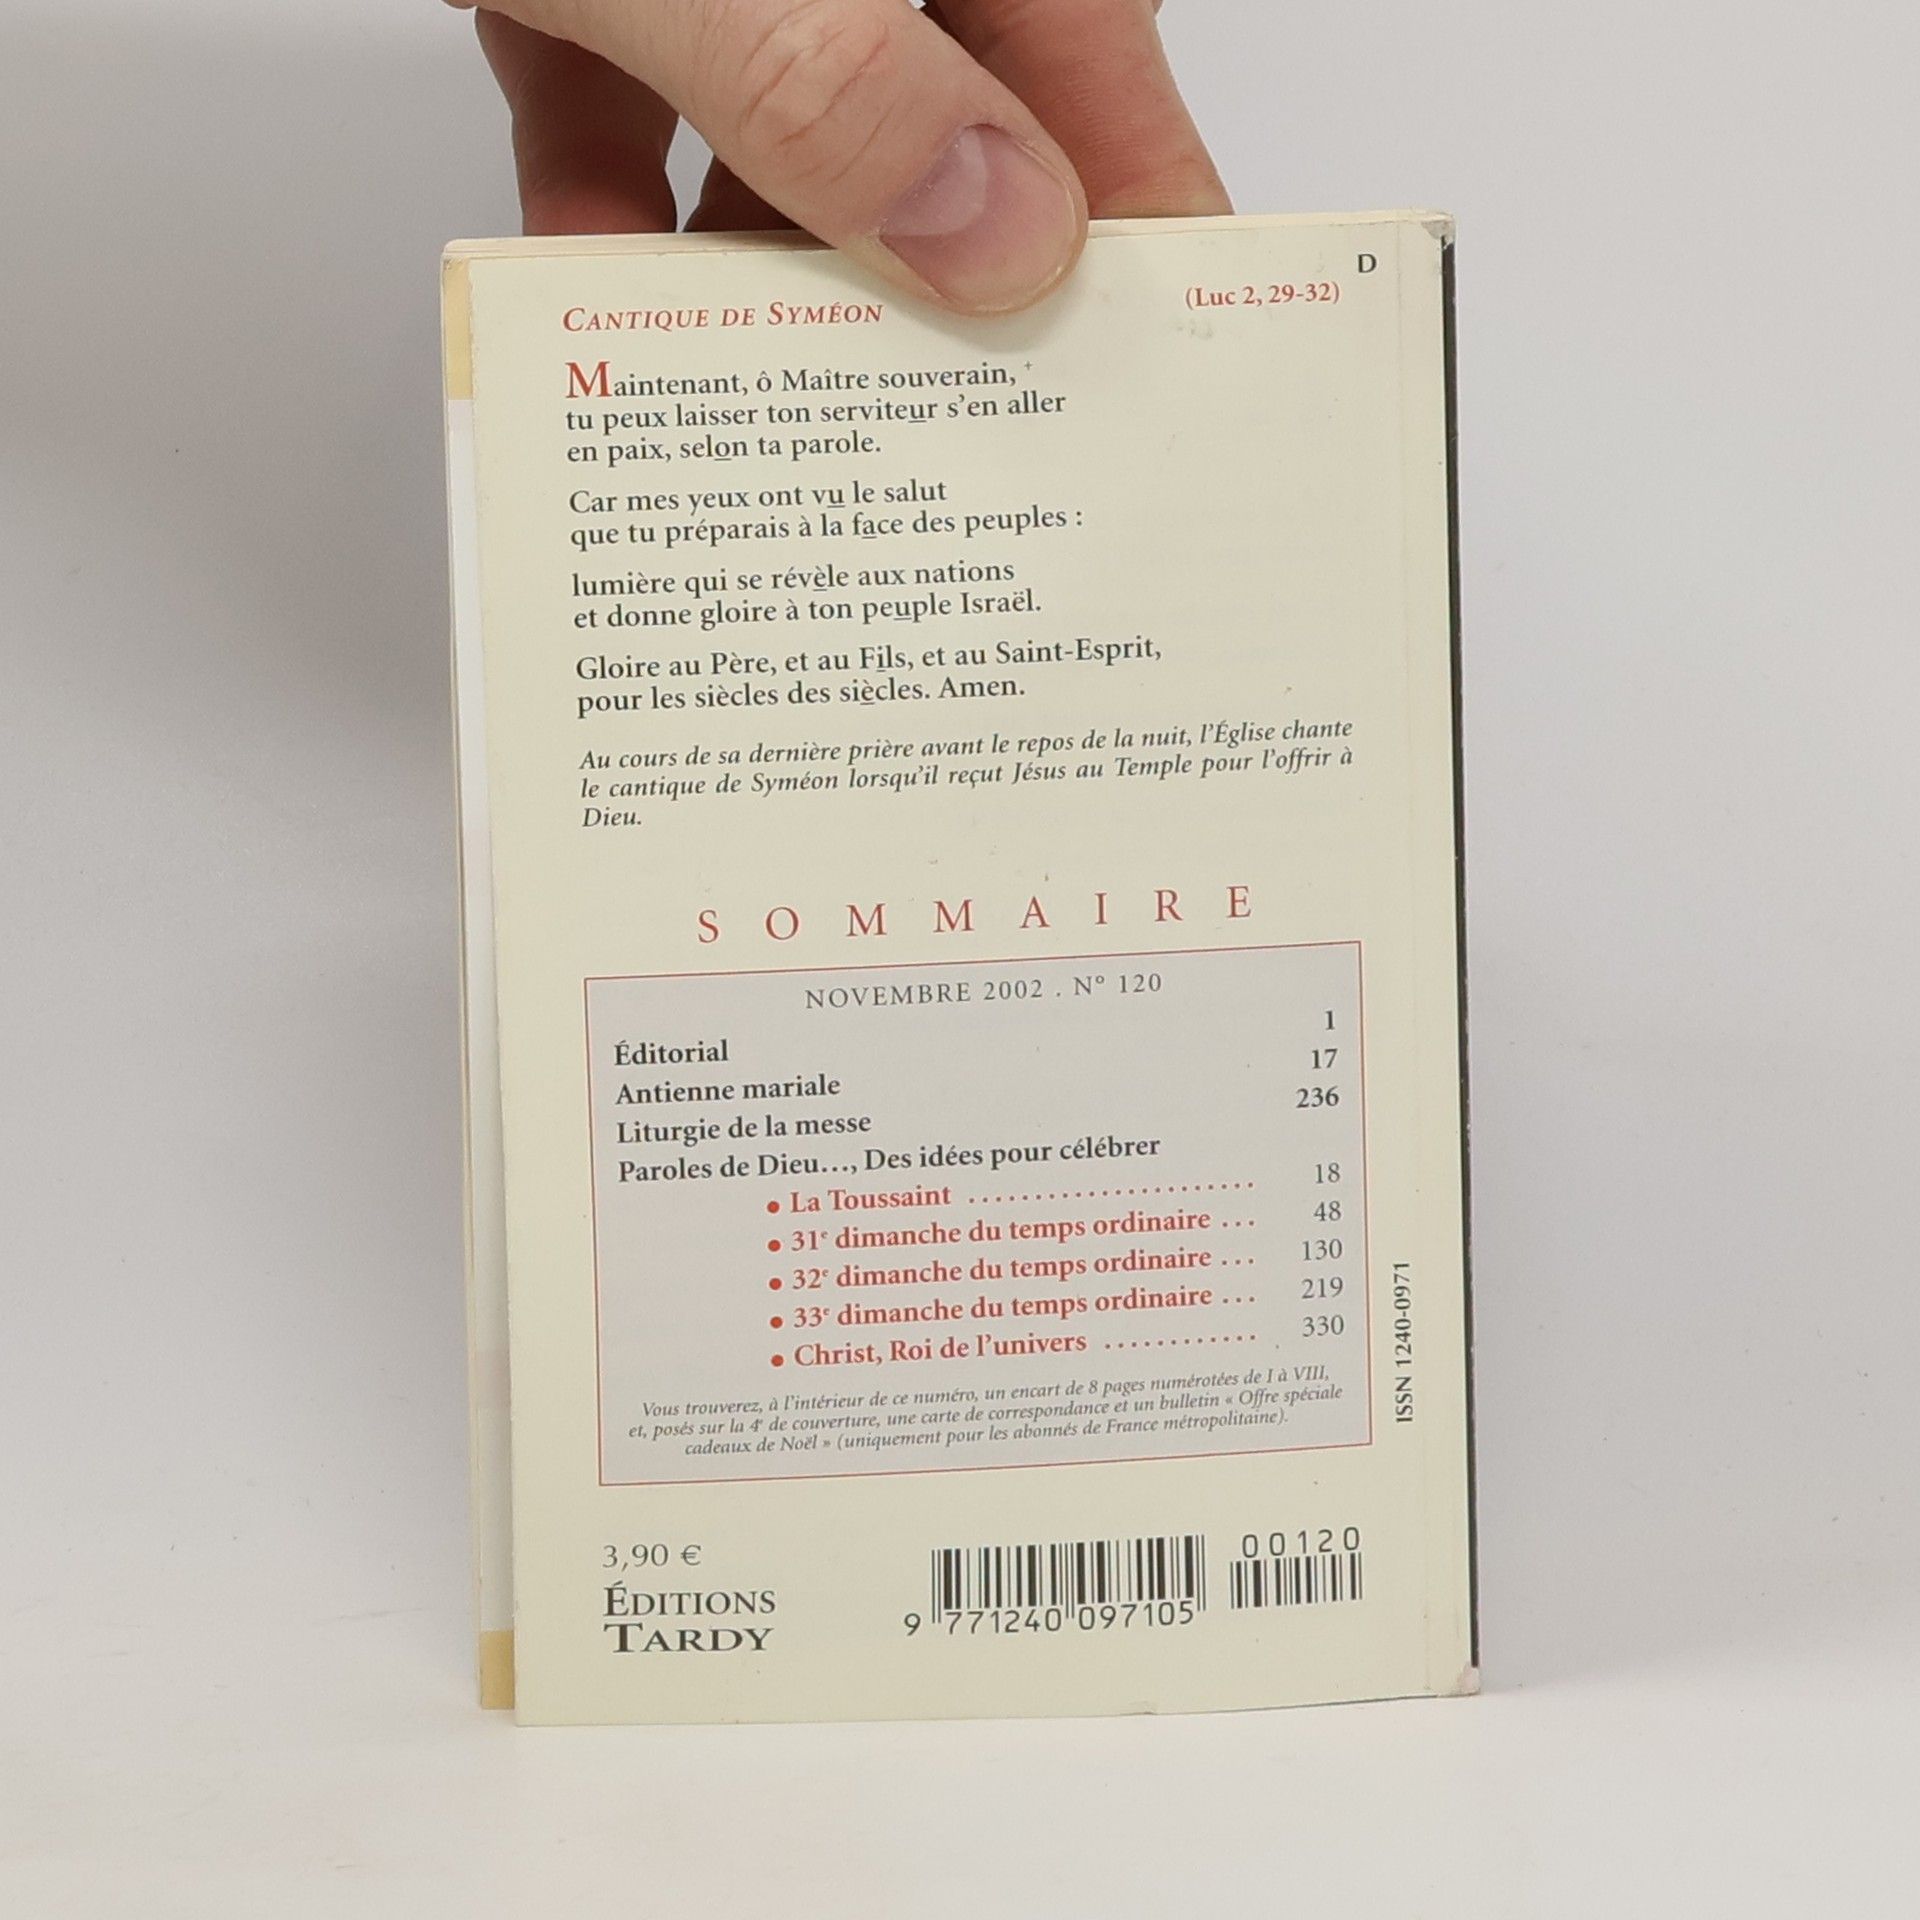 D
CANTIQUE DE SYMÉON (Luc 2, 29-32)
Maintenant, ô Maître souverain, +
tu peux laisser ton serviteur s'en aller
en paix, selon ta parole.
Car mes yeux ont vu le salut
que tu préparais à la face des peuples :
lumière qui se révèle aux nations
et donne gloire à ton peuple Israël.
Gloire au Père, et au Fils, et au Saint-Esprit,
pour les siècles des siècles. Amen.
Au cours de sa dernière prière avant le repos de la nuit, l'Église chante
le cantique de Syméon lorsqu'il reçut Jésus au Temple pour l'offrir à
Dieu.
SOMMAIRE
NOVEMBRE 2002 . N° 120
Éditorial 1
Antienne mariale 17
Liturgie de la messe 236
Paroles de Dieu…, Des idées pour célébrer
• La Toussaint ...................... 18
• 31e dimanche du temps ordinaire ... 48
• 32e dimanche du temps ordinaire ... 130
• 33e dimanche du temps ordinaire ... 219
• Christ, Roi de l'univers ............ 330
Vous trouverez, à l'intérieur de ce numéro, un encart de 8 pages numérotées de I à VIII,
et, posés sur la 4e de couverture, une carte de correspondance et un bulletin « Offre spéciale
cadeaux de Noël » (uniquement pour les abonnés de France métropolitaine).
ISSN 1240-0971
3,90 €
ÉDITIONS
TARDY
9 771240 097105
00120